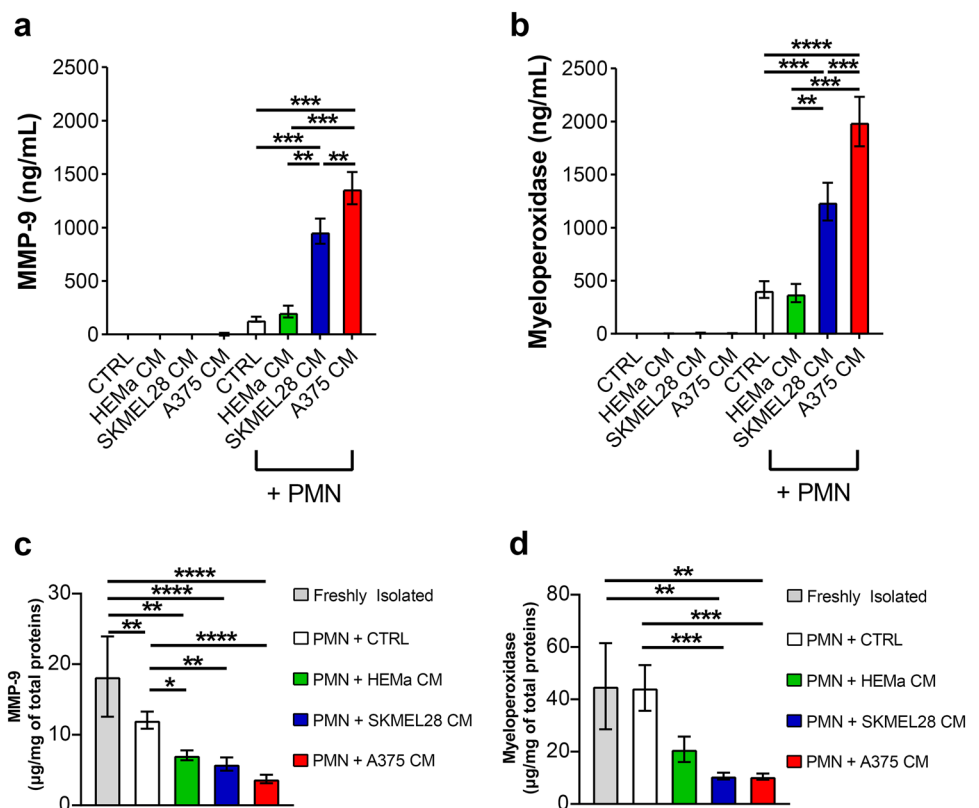 a
MMP-9 (ng/mL)
2500
2000
1500
1000
500
0
***
***
***
** **
CTRL
HEMa CM
SKMEL28 CM
A375 CM
CTRL
HEMa CM
SKMEL28 CM
A375 CM
+ PMN
b
Myeloperoxidase (ng/mL)
2500
2000
1500
1000
500
0
****
*** ***
***
**
CTRL
HEMa CM
SKMEL28 CM
A375 CM
CTRL
HEMa CM
SKMEL28 CM
A375 CM
+ PMN
c
MMP-9
(µg/mg of total proteins)
30
20
10
0
****
****
**
** ****
**
*
Freshly Isolated
PMN + CTRL
PMN + HEMa CM
PMN + SKMEL28 CM
PMN + A375 CM
d
Myeloperoxidase
(µg/mg of total proteins)
80
60
40
20
0
**
**
***
***
Freshly Isolated
PMN + CTRL
PMN + HEMa CM
PMN + SKMEL28 CM
PMN + A375 CM